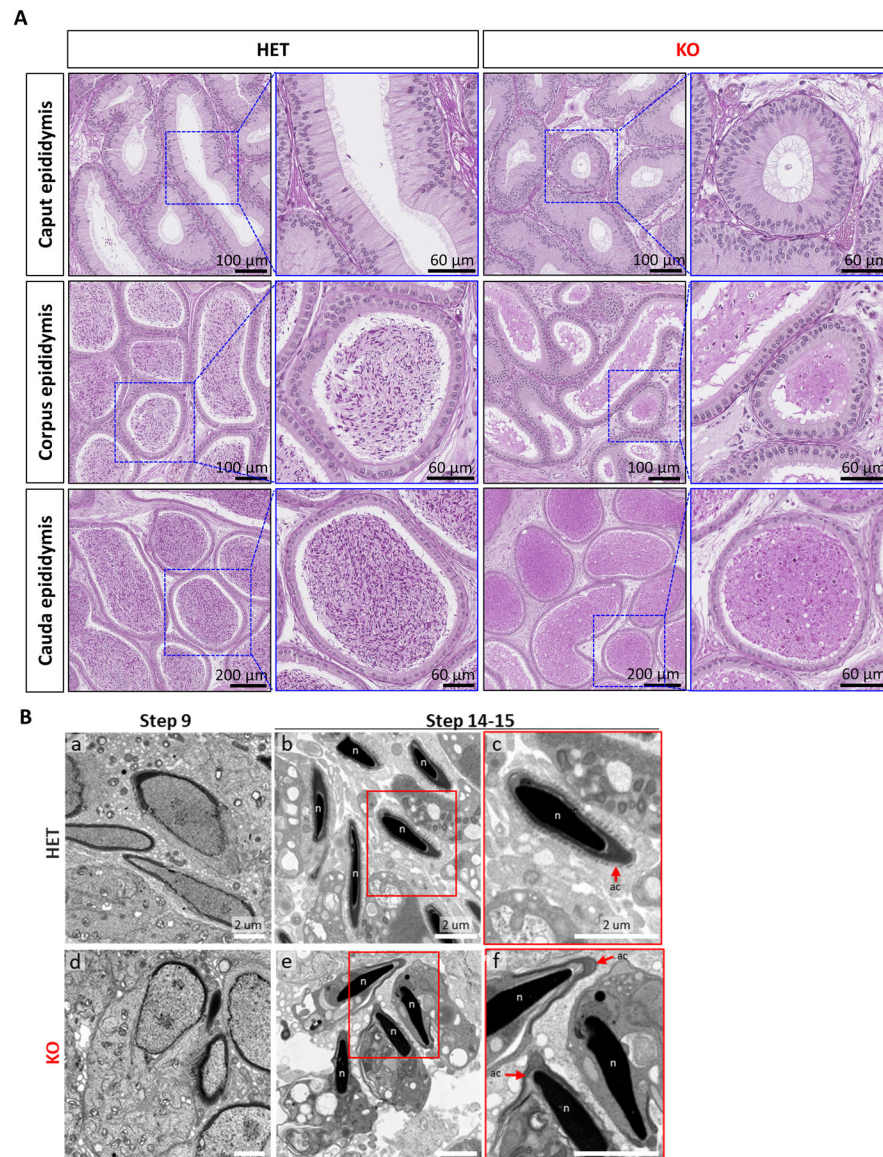 A
HET
KO
Caput epididymis
100 µm
60 µm
100 µm
60 µm
Corpus epididymis
100 µm
60 µm
100 µm
60 µm
Cauda epididymis
200 µm
60 µm
200 µm
60 µm
B
Step 9
Step 14-15
HET
a
2 um
b
n
n
n
n
n
c
n
ac
2 um
KO
d
e
n
n
n
n
f
ac
n
n
ac
n